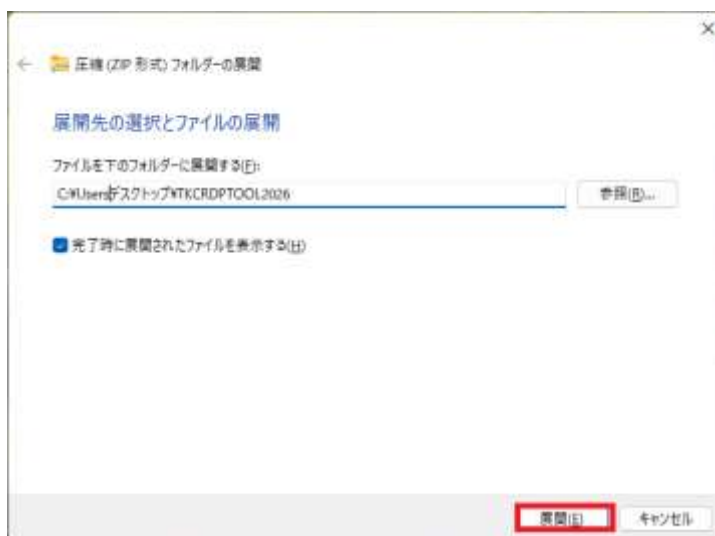 圧縮 (ZIP 形式) フォルダーの展開
展開先の選択とファイルの展開
ファイルを下のフォルダーに展開する(F):
C:¥Users¥デスクトップ¥TKCRDPTOOL2026
参照(R)...
完了時に展開されたファイルを表示する(H)
展開(E)
キャンセル